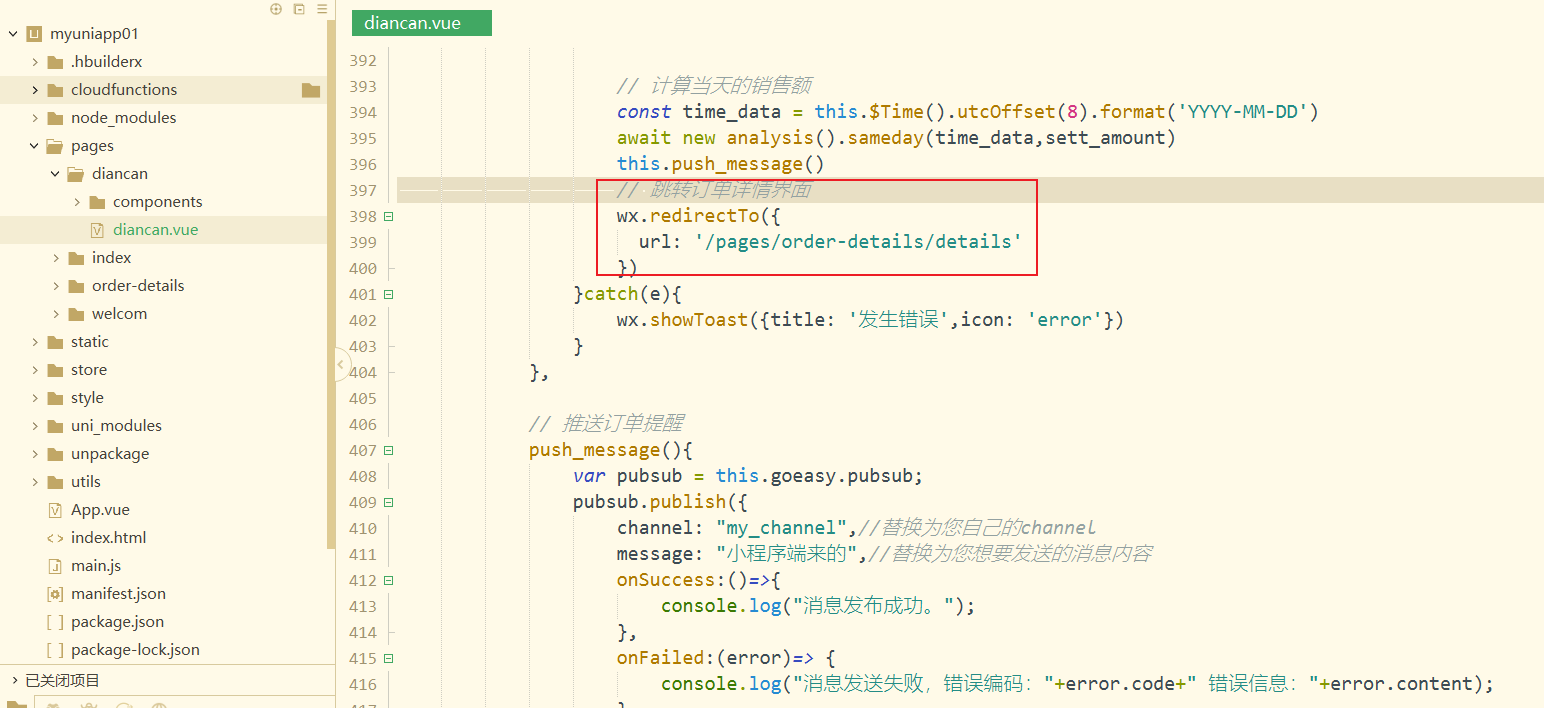 myuniapp01
.hbuilderx
cloudfunctions
node_modules
pages
diancan
components
diancan.vue
index
order-details
welcom
static
store
style
uni_modules
unpackage
utils
App.vue
index.html
main.js
manifest.json
package.json
package-lock.json
已关闭项目
diancan.vue
392
393 // 计算当天的销售额
394 const time_data = this.$Time().utcOffset(8).format('YYYY-MM-DD')
395 await new analysis().sameday(time_data,sett_amount)
396 this.push_message()
397 // 跳转订单详情界面
398 wx.redirectTo({
399 url: '/pages/order-details/details'
400 })
401 }catch(e){
402 wx.showToast({title: '发生错误',icon: 'error'})
403 }
404 },
405
406 // 推送订单提醒
407 push_message(){
408 var pubsub = this.goeasy.pubsub;
409 pubsub.publish({
410 channel: "my_channel",//替换为您自己的channel
411 message: "小程序端来的",//替换为您想要发送的消息内容
412 onSuccess:()=>{
413 console.log("消息发布成功。");
414 },
415 onFailed:(error)=> {
416 console.log("消息发送失败，错误编码："+error.code+" 错误信息："+error.content);